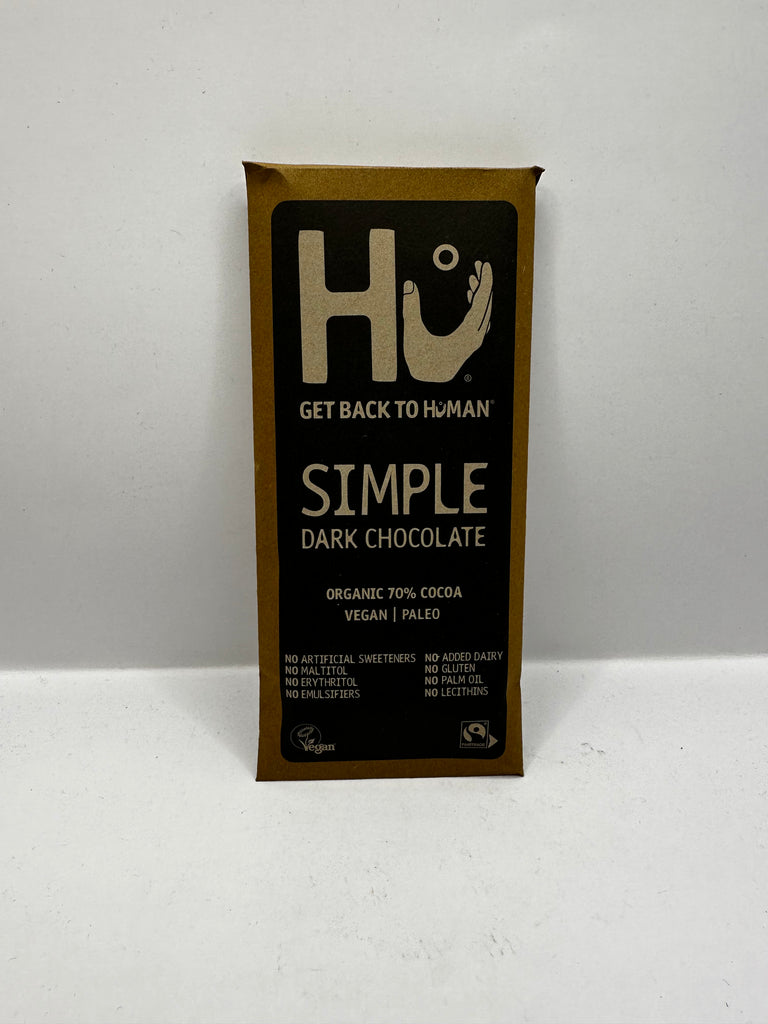 Hu
®
GET BACK TO HUMAN®
SIMPLE
DARK CHOCOLATE
ORGANIC 70% COCOA
VEGAN | PALEO
NO ARTIFICIAL SWEETENERS
NO MALTITOL
NO ERYTHRITOL
NO EMULSIFIERS
NO ADDED DAIRY
NO GLUTEN
NO PALM OIL
NO LECITHINS
Vegan
FAIRTRADE